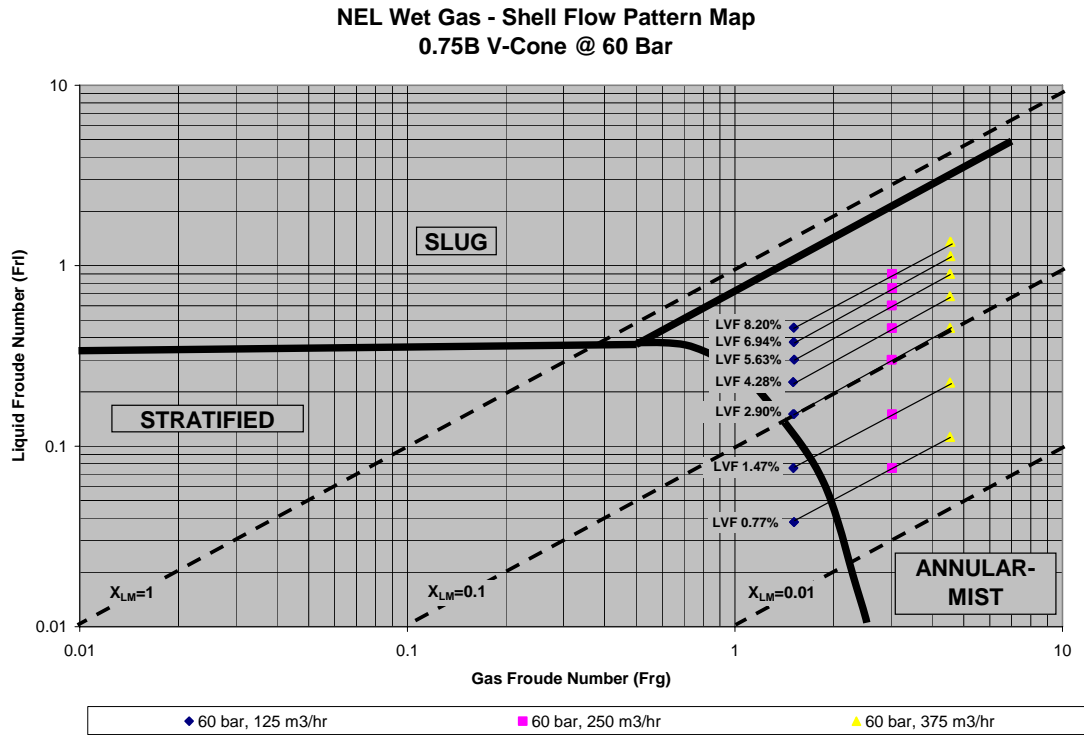 NEL Wet Gas - Shell Flow Pattern Map
0.75B V-Cone @ 60 Bar
10
1
0.1
0.01
Liquid Froude Number (Frl)
SLUG
STRATIFIED
ANNULAR-
MIST
LVF 8.20%
LVF 6.94%
LVF 5.63%
LVF 4.28%
LVF 2.90%
LVF 1.47%
LVF 0.77%
XLM=1
XLM=0.1
XLM=0.01
0.01
0.1
1
10
Gas Froude Number (Frg)
60 bar, 125 m3/hr
60 bar, 250 m3/hr
60 bar, 375 m3/hr